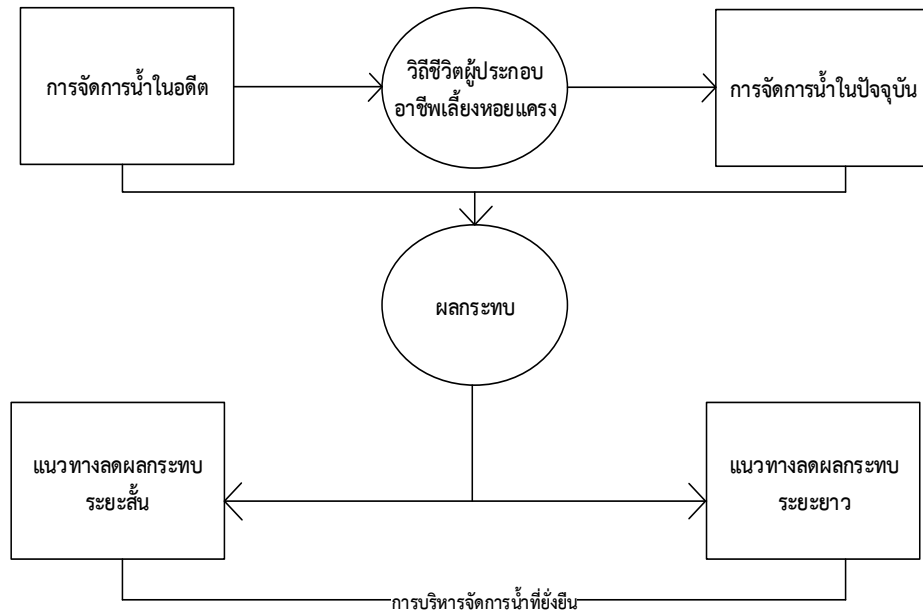 การจัดการน้ำในอดีต
วิถีชีวิตผู้ประกอบ
อาชีพเลี้ยงหอยแครง
การจัดการน้ำในปัจจุบัน
ผลกระทบ
แนวทางลดผลกระทบ
ระยะสั้น
แนวทางลดผลกระทบ
ระยะยาว
การบริหารจัดการน้ำที่ยั่งยืน